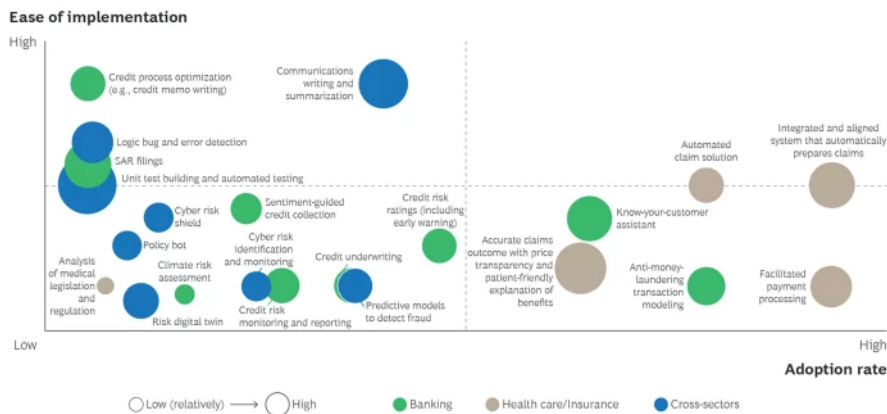 Ease of implementation
High
Credit process optimization
(e.g., credit memo writing)
Communications
writing and
summarization
Logic bug and error detection
SAR filings
Unit test building and automated testing
Automated
claim solution
Integrated and aligned
system that automatically
prepares claims
Cyber risk
shield
Sentiment-guided
credit collection
Credit risk
ratings (including
early warning)
Know-your-customer
assistant
Policy bot
Cyber risk
identification
and monitoring
Credit underwriting
Accurate claims
outcome with price
transparency and
patient-friendly
explanation of
benefits
Analysis
of medical
legislation
and
regulation
Climate risk
assessment
Risk digital twin
Credit risk
monitoring and reporting
Predictive models
to detect fraud
Anti-money-
laundering
transaction
modeling
Facilitated
payment
processing
Low
High
Adoption rate
Low (relatively)
High
Banking
Health care/Insurance
Cross-sectors